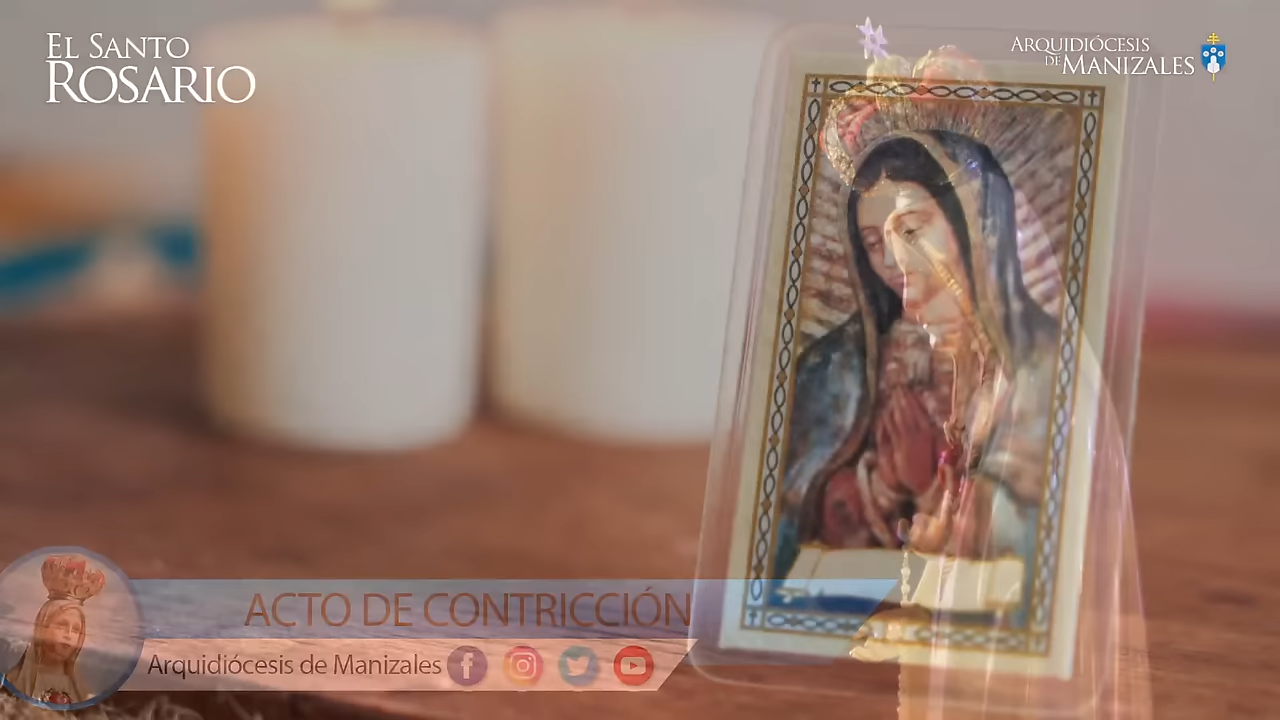 EL SANTO
ROSARIO
ARQUIDIÓCESIS
DE MANIZALES
ACTO DE CONTRICCIÓN
Arquidiócesis de Manizales